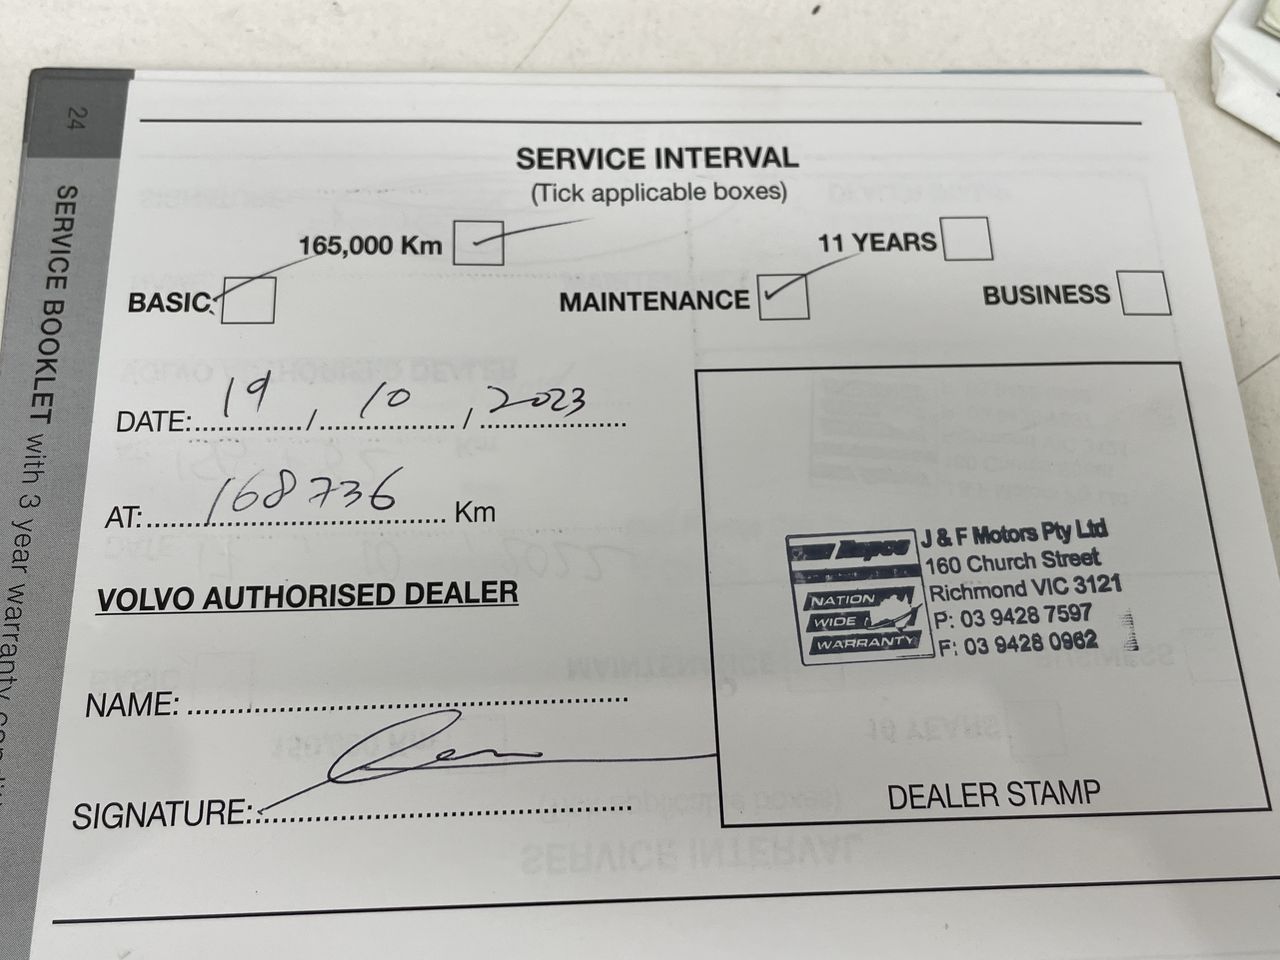 24
SERVICE BOOKLET with 3 year warranty
SERVICE INTERVAL
(Tick applicable boxes)
165,000 Km
11 YEARS
BASIC
MAINTENANCE
BUSINESS
DATE: 19 / 10 / 2023
AT: 168736 Km
VOLVO AUTHORISED DEALER
NAME:
SIGNATURE:
Repco
NATION
WIDE
WARRANTY
J & F Motors Pty Ltd
160 Church Street
Richmond VIC 3121
P: 03 9428 7597
F: 03 9428 0962
DEALER STAMP